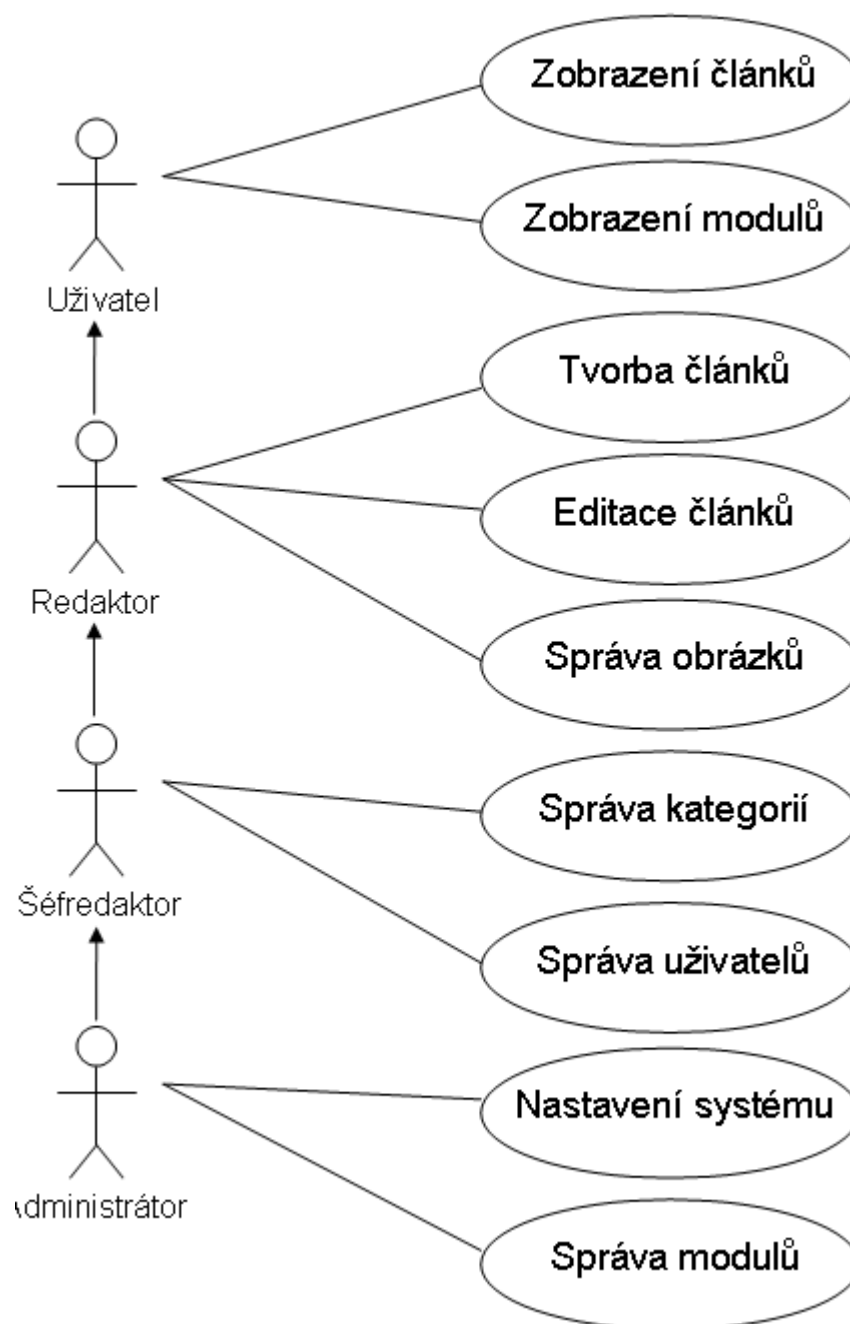 Zobrazení článků
Zobrazení modulů
Uživatel
Tvorba článků
Editace článků
Redaktor
Správa obrázků
Správa kategorií
Šéfredaktor
Správa uživatelů
Nastavení systému
Administrátor
Správa modulů